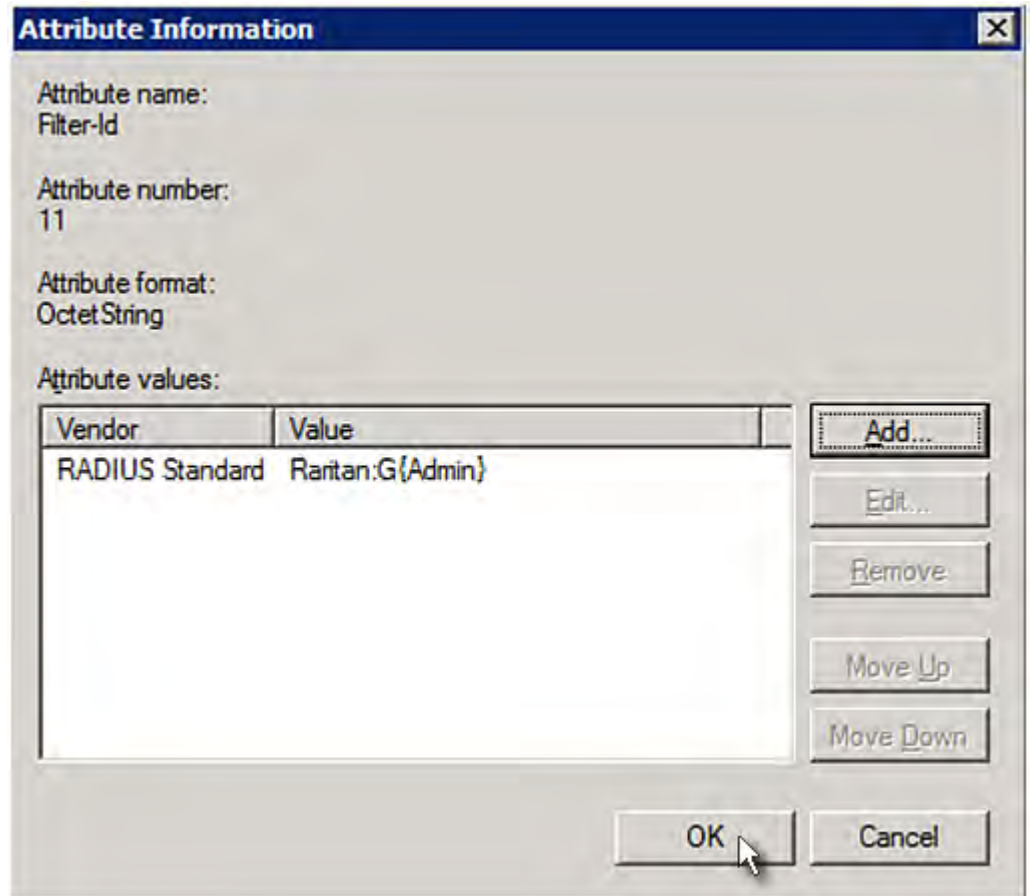 Attribute Information
Attribute name:
Filter-Id
Attribute number:
11
Attribute format:
OctetString
Attribute values:
Vendor Value
RADIUS Standard Raritan:G{Admin}
Add...
Edit...
Remove
Move Up
Move Down
OK Cancel